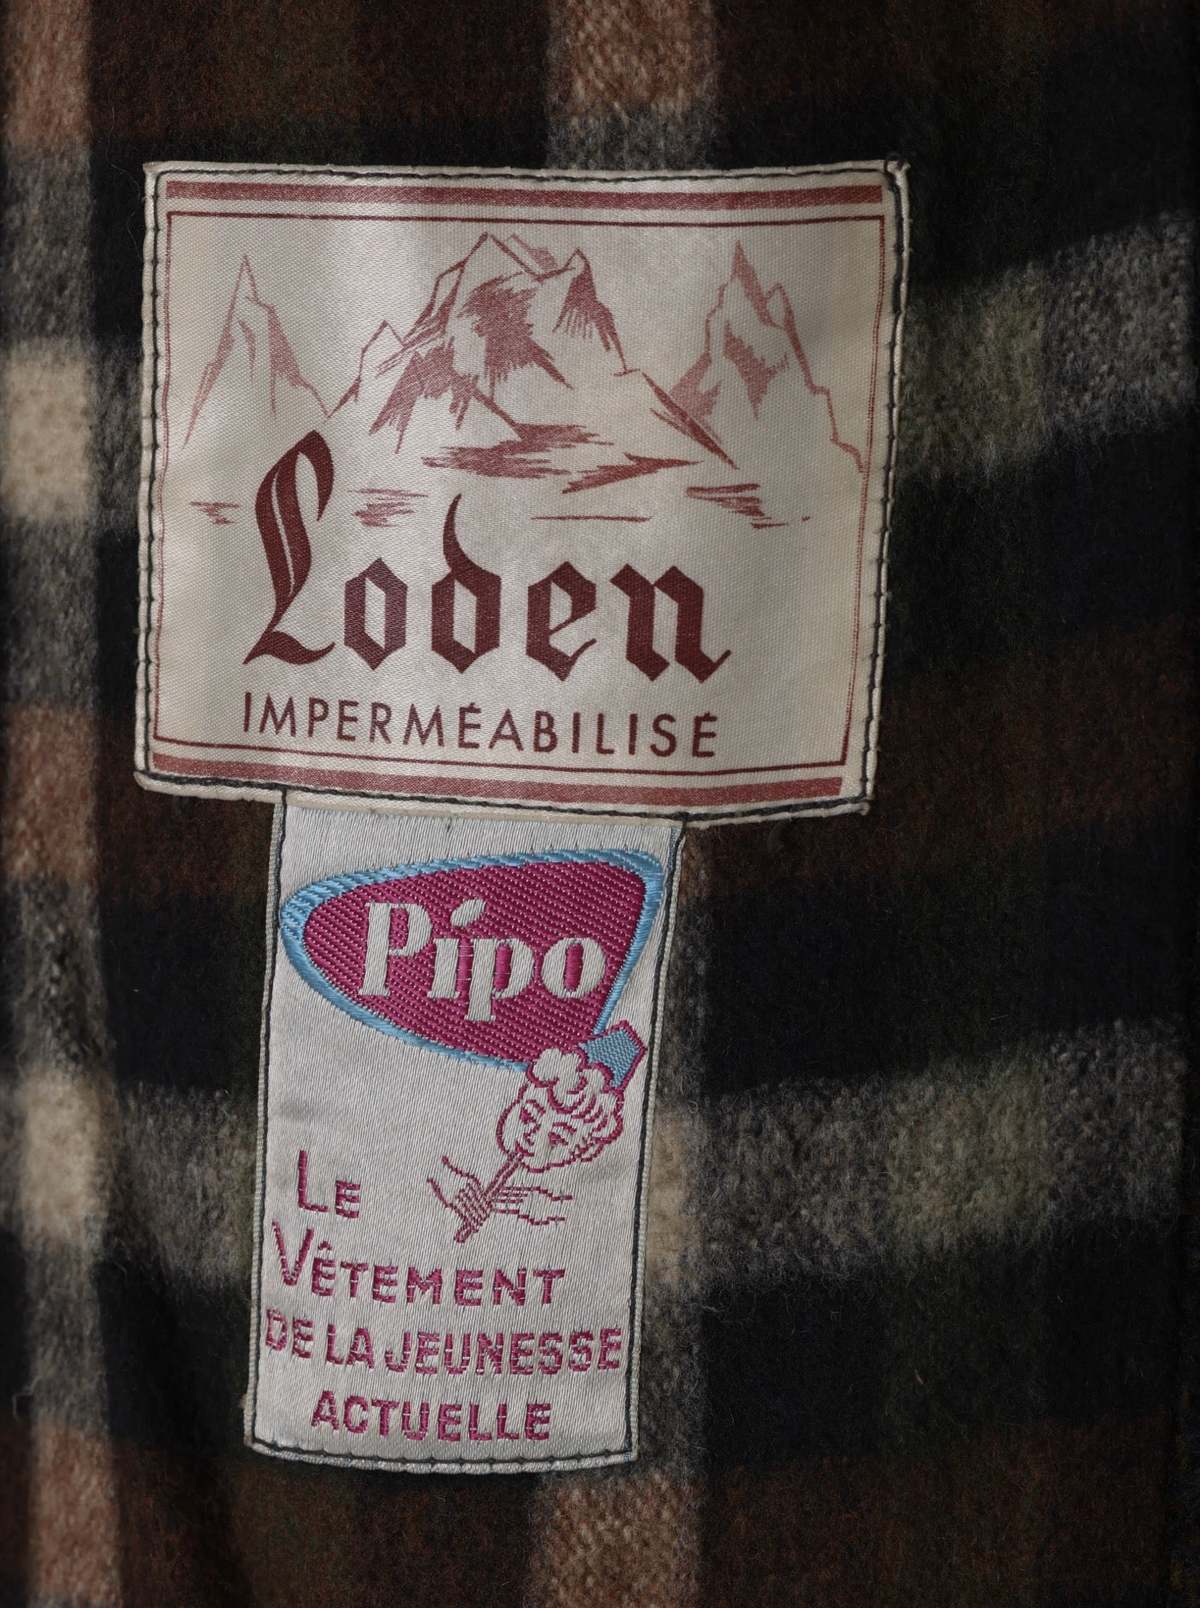 Loden
IMPERMÉABILISÉ
Pipo
LE
VÊTEMENT
DE LA JEUNESSE
ACTUELLE